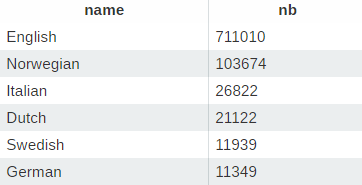 name nb
English 711010
Norwegian 103674
Italian 26822
Dutch 21122
Swedish 11939
German 11349